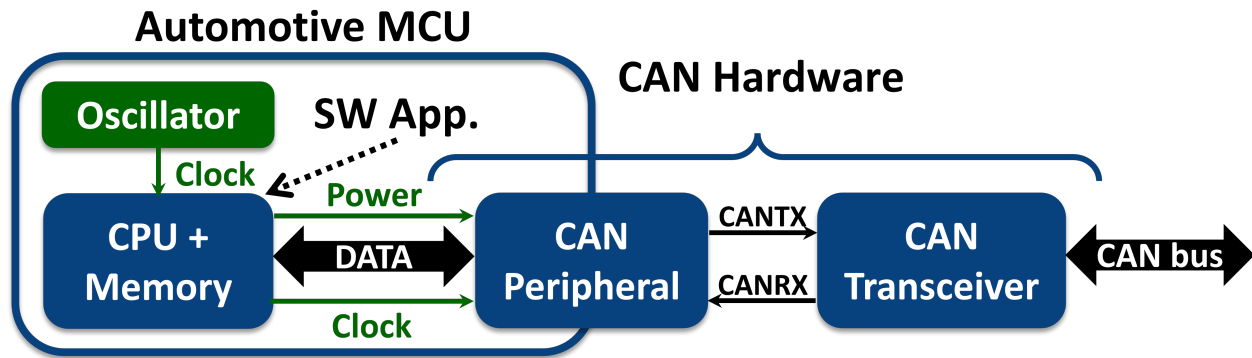 Automotive MCU
CAN Hardware
Oscillator
SW App.
Clock
Power
CPU +
Memory
DATA
Clock
CAN
Peripheral
CANTX
CANRX
CAN
Transceiver
CAN bus